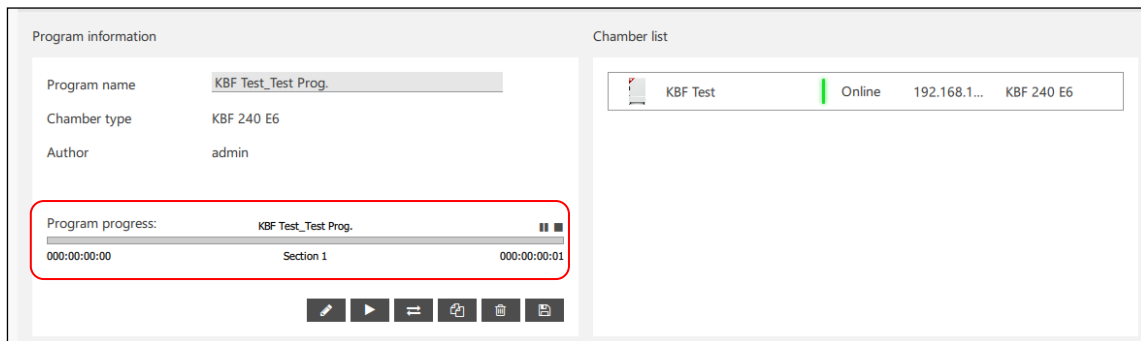 Program information
Program name KBF Test_Test Prog.
Chamber type KBF 240 E6
Author admin
Program progress: KBF Test_Test Prog.
000:00:00:00 Section 1 000:00:00:01
Chamber list
KBF Test Online 192.168.1... KBF 240 E6